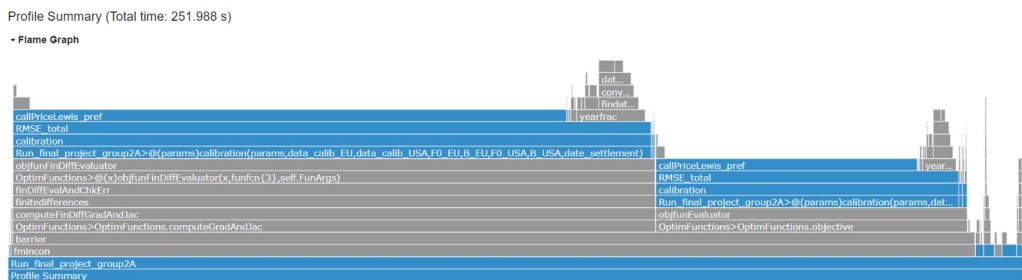 Profile Summary (Total time: 251.988 s)
Flame Graph
dat...
conv...
findat...
callPriceLewis_pref
yearfrac
RMSE_total
calibration
Run_final_project_group2A>@(params)calibration(params,data_calib_EU,data_calib_USA,F0_EU,B_EU,F0_USA,B_USA,date_settlement)
objfunFinDiffEvaluator
callPriceLewis_pref
year...
OptimFunctions>@(x)objfunFinDiffEvaluator(x,funfcn{3},self.FunArgs)
RMSE_total
finDiffEvalAndChkErr
calibration
finitedifferences
Run_final_project_group2A>@(params)calibration(params,dat...
computeFinDiffGradAndJac
objfunEvaluator
OptimFunctions>OptimFunctions.computeGradAndJac
OptimFunctions>OptimFunctions.objective
barrier
fmincon
Run_final_project_group2A
Profile Summary